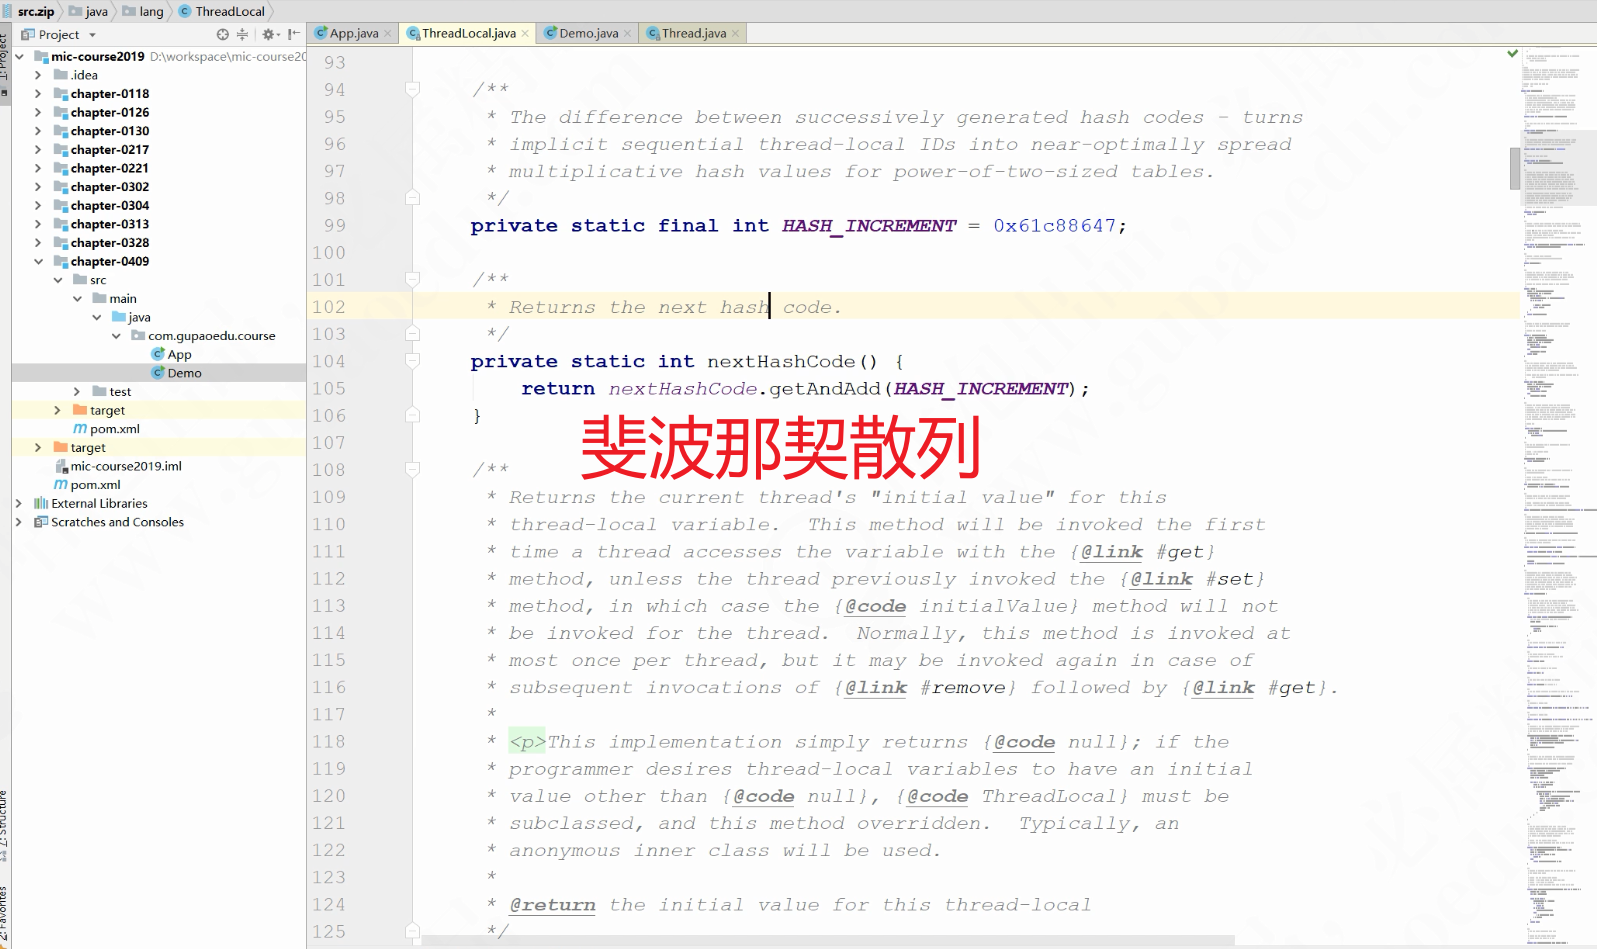 src.zip java lang ThreadLocal
Project
App.java ThreadLocal.java Demo.java Thread.java
1: Project
mic-course2019 D:\workspace\mic-course20
.idea
chapter-0118
chapter-0126
chapter-0130
chapter-0217
chapter-0221
chapter-0302
chapter-0304
chapter-0313
chapter-0328
chapter-0409
src
main
java
com.gupaoedu.course
App
Demo
test
target
pom.xml
target
mic-course2019.iml
pom.xml
External Libraries
Scratches and Consoles
Z: Structure
2: Favorites
93
94 /**
95 * The difference between successively generated hash codes - turns
96 * implicit sequential thread-local IDs into near-optimally spread
97 * multiplicative hash values for power-of-two-sized tables.
98 */
99 private static final int HASH_INCREMENT = 0x61c88647;
100
101 /**
102 * Returns the next hash code.
103 */
104 private static int nextHashCode() {
105 return nextHashCode.getAndAdd(HASH_INCREMENT);
106 }
斐波那契散列
107
108 /**
109 * Returns the current thread's "initial value" for this
110 * thread-local variable.  This method will be invoked the first
111 * time a thread accesses the variable with the {@link #get}
112 * method, unless the thread previously invoked the {@link #set}
113 * method, in which case the {@code initialValue} method will not
114 * be invoked for the thread.  Normally, this method is invoked at
115 * most once per thread, but it may be invoked again in case of
116 * subsequent invocations of {@link #remove} followed by {@link #get}.
117 *
118 * <p>This implementation simply returns {@code null}; if the
119 * programmer desires thread-local variables to have an initial
120 * value other than {@code null}, {@code ThreadLocal} must be
121 * subclassed, and this method overridden.  Typically, an
122 * anonymous inner class will be used.
123 *
124 * @return the initial value for this thread-local
125 */